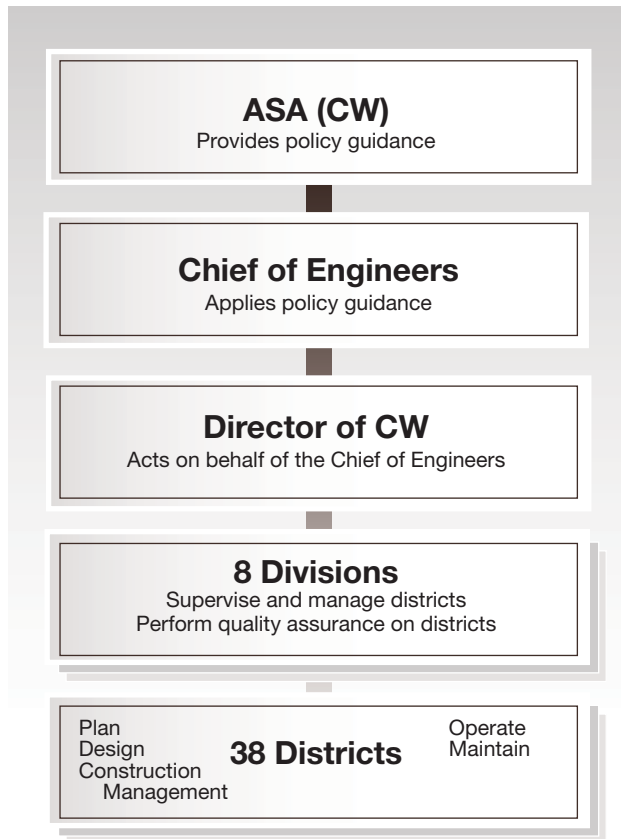 ASA (CW)
Provides policy guidance
Chief of Engineers
Applies policy guidance
Director of CW
Acts on behalf of the Chief of Engineers
8 Divisions
Supervise and manage districts
Perform quality assurance on districts
Plan
Design
Construction
Management
38 Districts
Operate
Maintain